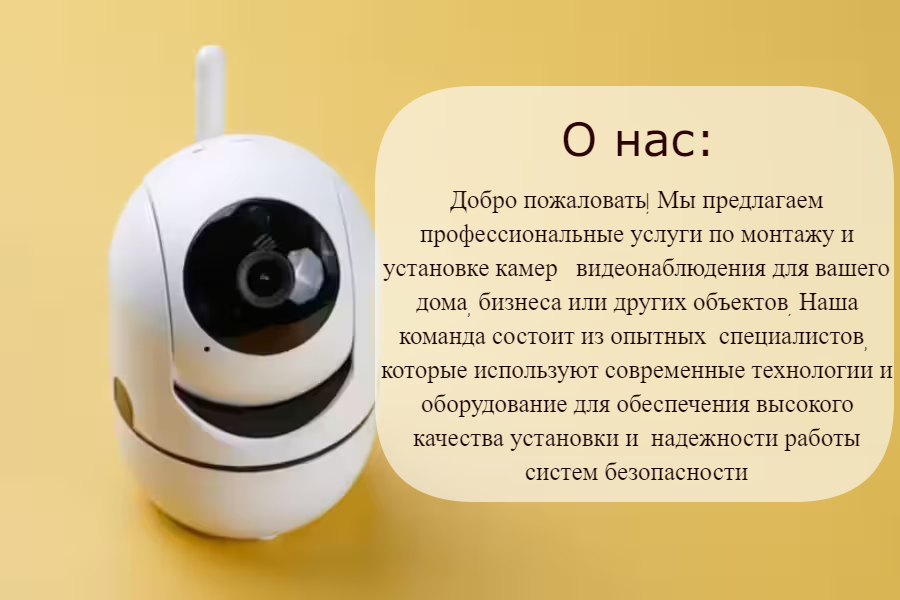 О нас:
Добро пожаловать! Мы предлагаем
профессиональные услуги по монтажу и
установке камер видеонаблюдения для вашего
дома, бизнеса или других объектов. Наша
команда состоит из опытных специалистов,
которые используют современные технологии и
оборудование для обеспечения высокого
качества установки и надежности работы
систем безопасности